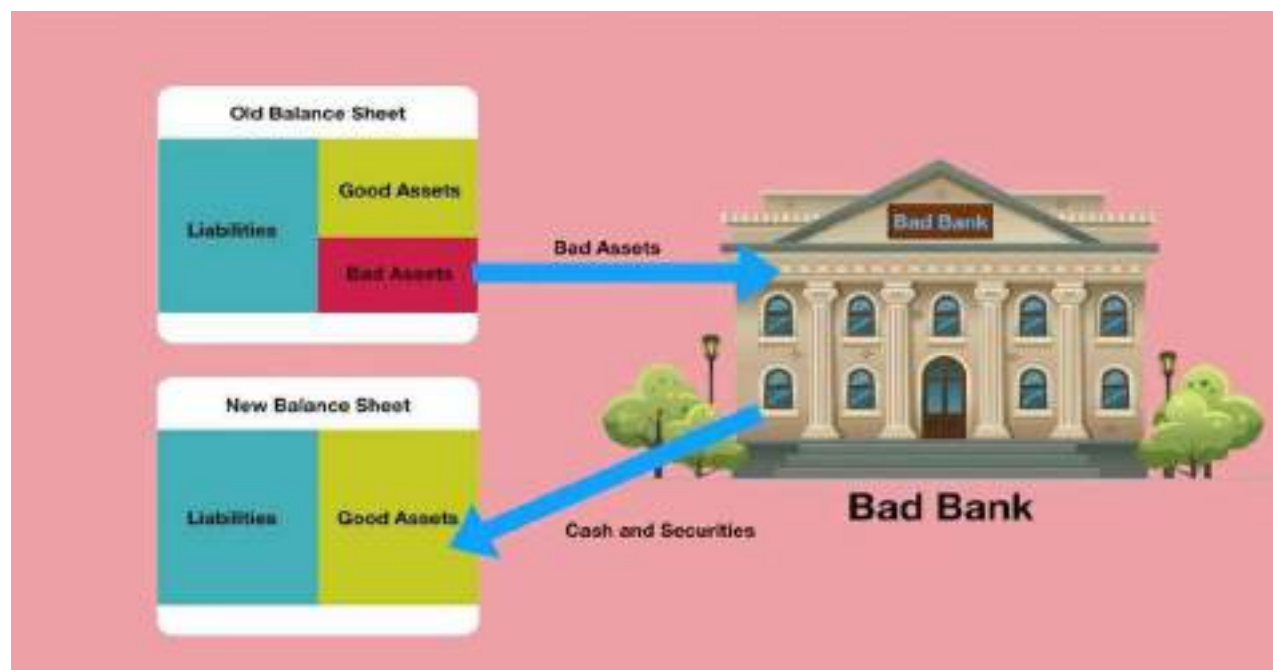 Old Balance Sheet
Liabilities
Good Assets
Bad Assets
Bad Assets
Bad Bank
New Balance Sheet
Liabilities
Good Assets
Cash and Securities
Bad Bank